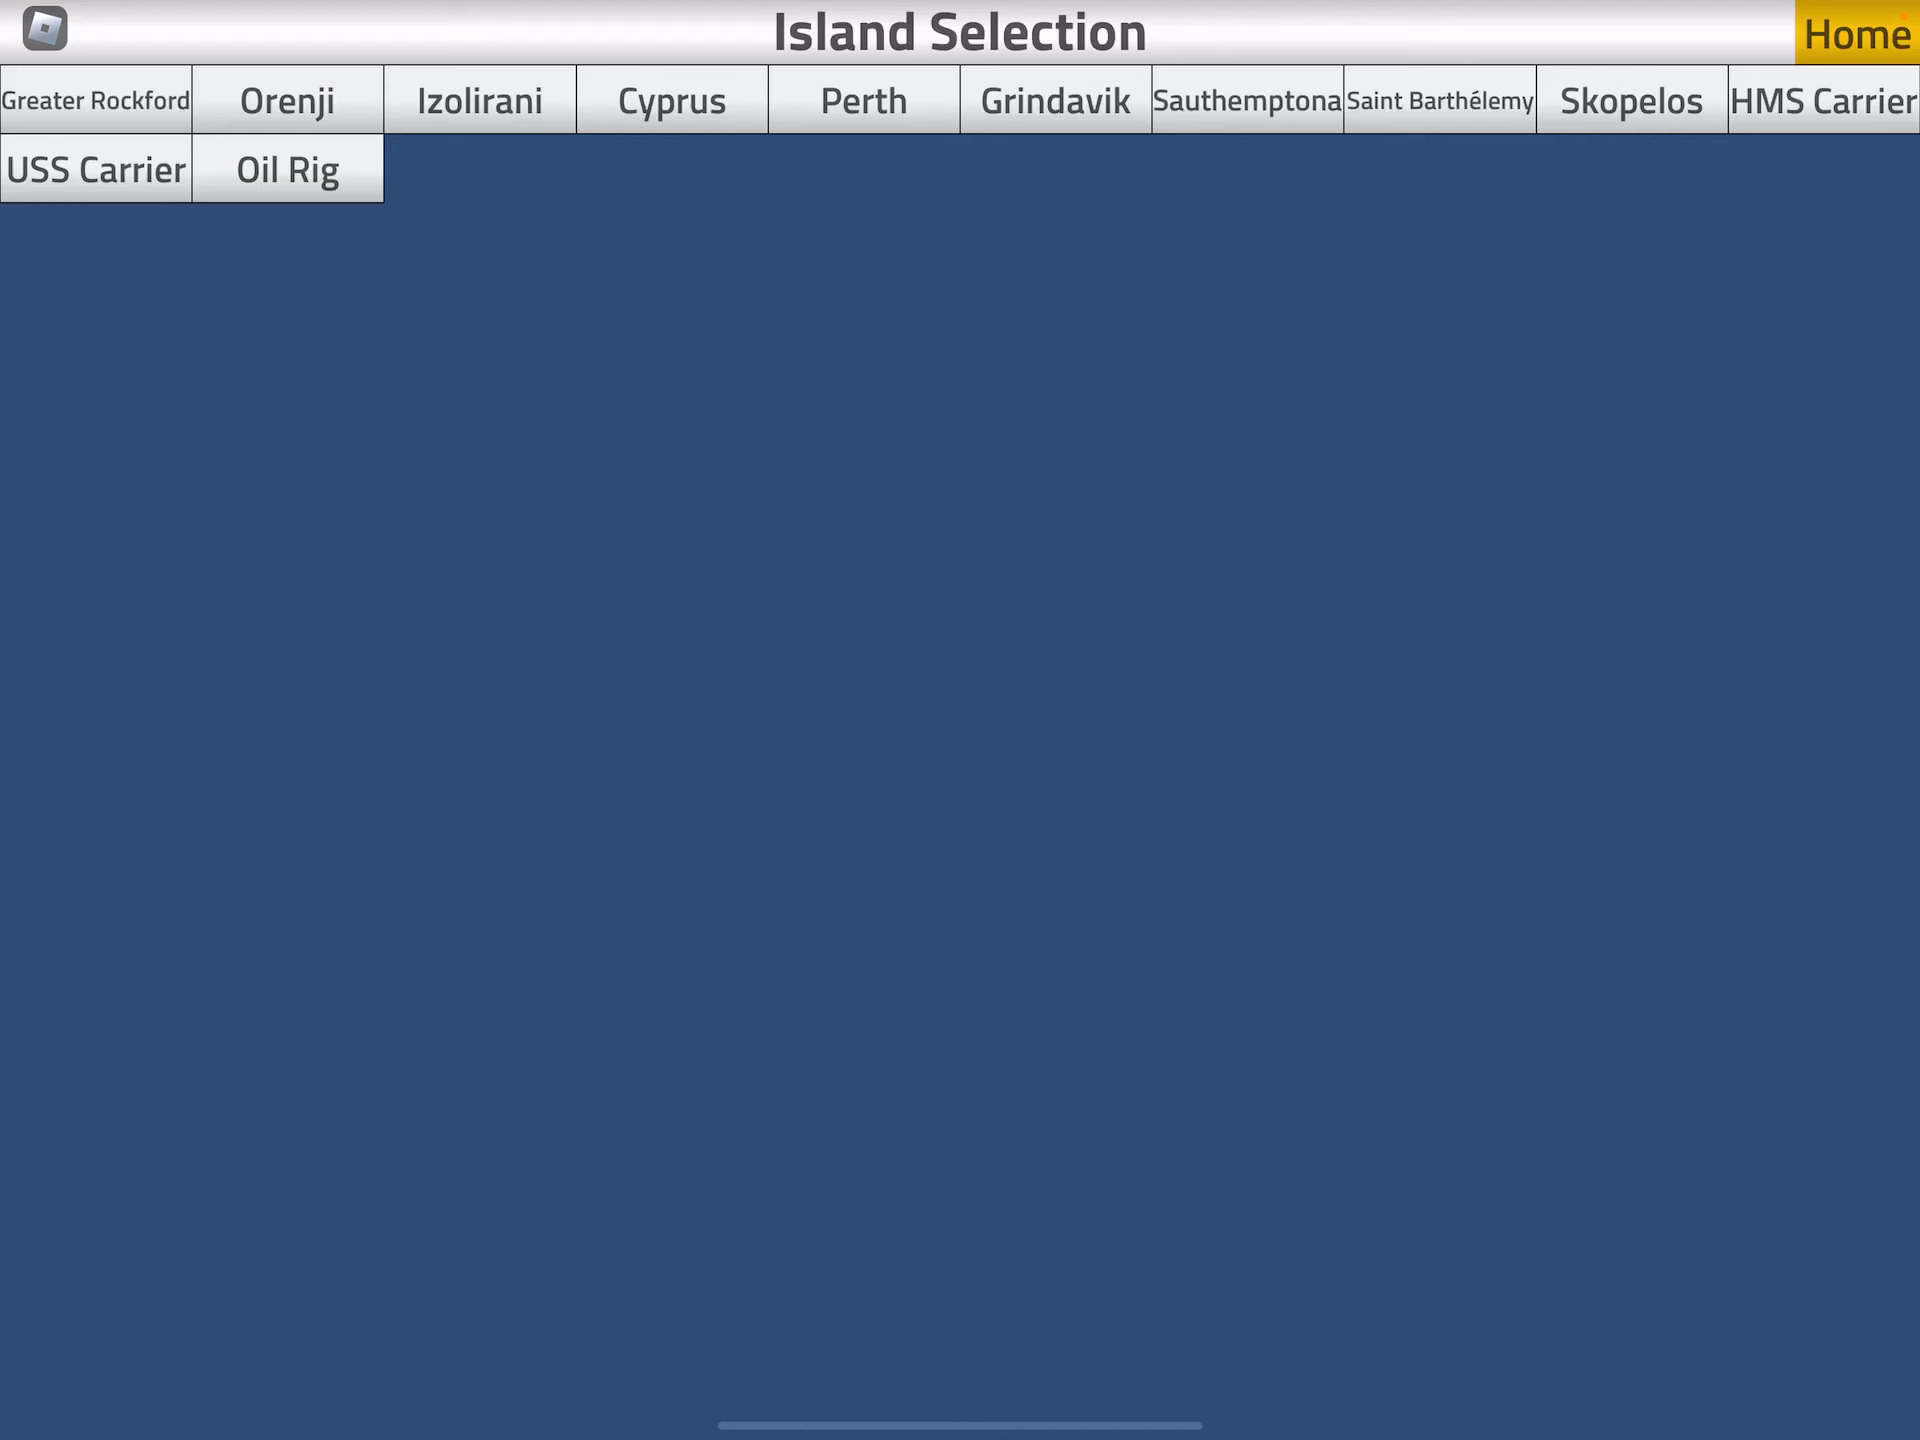 Island Selection
Home
Greater Rockford
Orenji
Izolirani
Cyprus
Perth
Grindavik
Sauthemptona
Saint Barthélemy
Skopelos
HMS Carrier
USS Carrier
Oil Rig